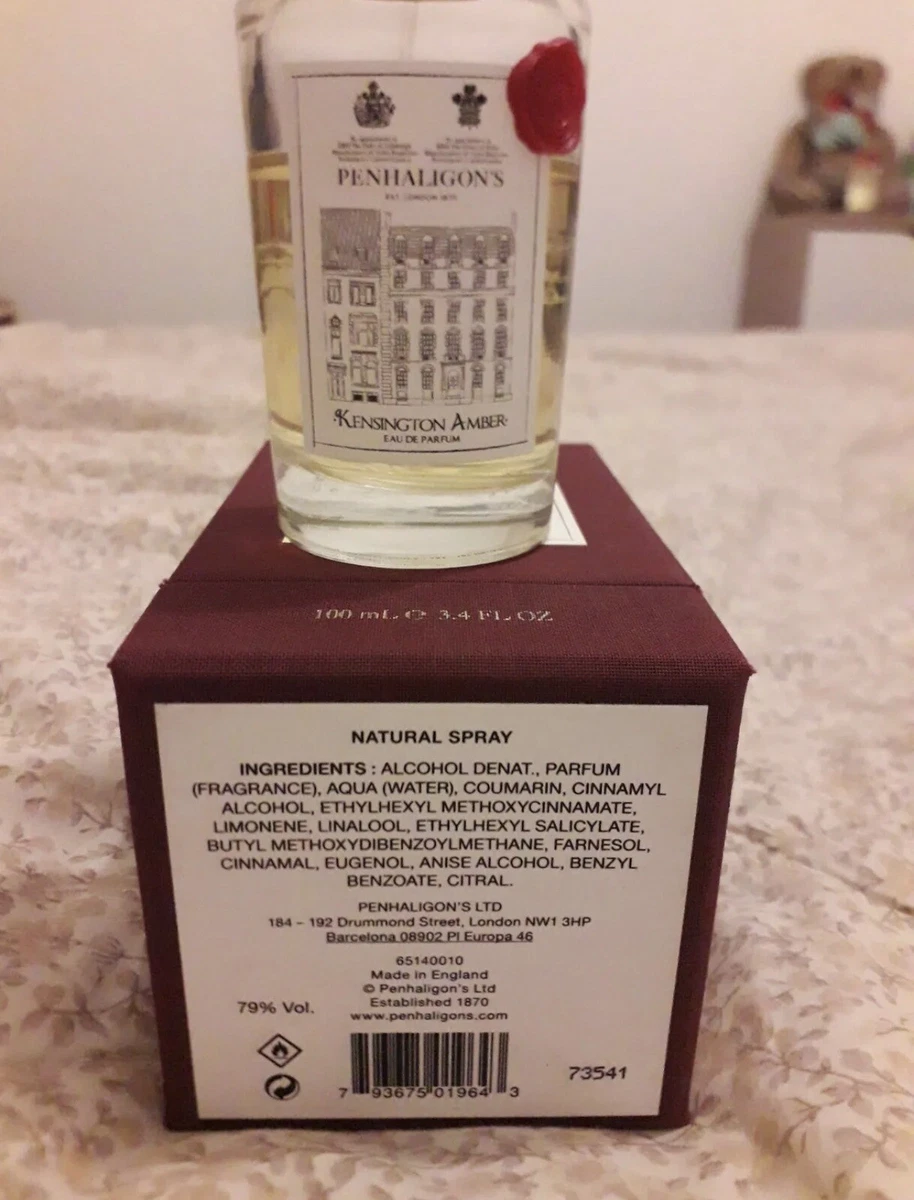 PENHALIGON'S
EST. LONDON 1870
·KENSINGTON AMBER·
EAU DE PARFUM
100 mL ℮ 3.4 FL. OZ
NATURAL SPRAY
INGREDIENTS : ALCOHOL DENAT., PARFUM
(FRAGRANCE), AQUA (WATER), COUMARIN, CINNAMYL
ALCOHOL, ETHYLHEXYL METHOXYCINNAMATE,
LIMONENE, LINALOOL, ETHYLHEXYL SALICYLATE,
BUTYL METHOXYDIBENZOYLMETHANE, FARNESOL,
CINNAMAL, EUGENOL, ANISE ALCOHOL, BENZYL
BENZOATE, CITRAL.
PENHALIGON'S LTD
184 – 192 Drummond Street, London NW1 3HP
Barcelona 08902 Pl Europa 46
65140010
Made in England
© Penhaligon's Ltd
Established 1870
www.penhaligons.com
79% Vol.
7 93675 01964 3
73541